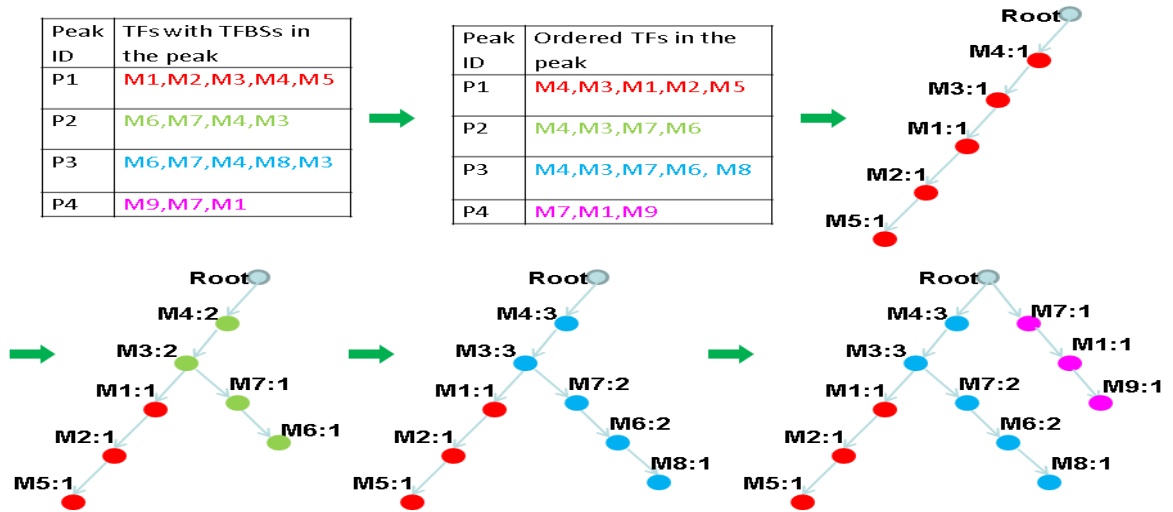 Peak ID
TFs with TFBSs in the peak
P1
M1,M2,M3,M4,M5
P2
M6,M7,M4,M3
P3
M6,M7,M4,M8,M3
P4
M9,M7,M1
Peak ID
Ordered TFs in the peak
P1
M4,M3,M1,M2,M5
P2
M4,M3,M7,M6
P3
M4,M3,M7,M6, M8
P4
M7,M1,M9
Root
M4:1
M3:1
M1:1
M2:1
M5:1
Root
M4:2
M3:2
M1:1
M7:1
M2:1
M6:1
M5:1
Root
M4:3
M3:3
M1:1
M7:2
M2:1
M6:2
M8:1
M5:1
Root
M4:3
M7:1
M3:3
M1:1
M1:1
M7:2
M9:1
M2:1
M6:2
M8:1
M5:1